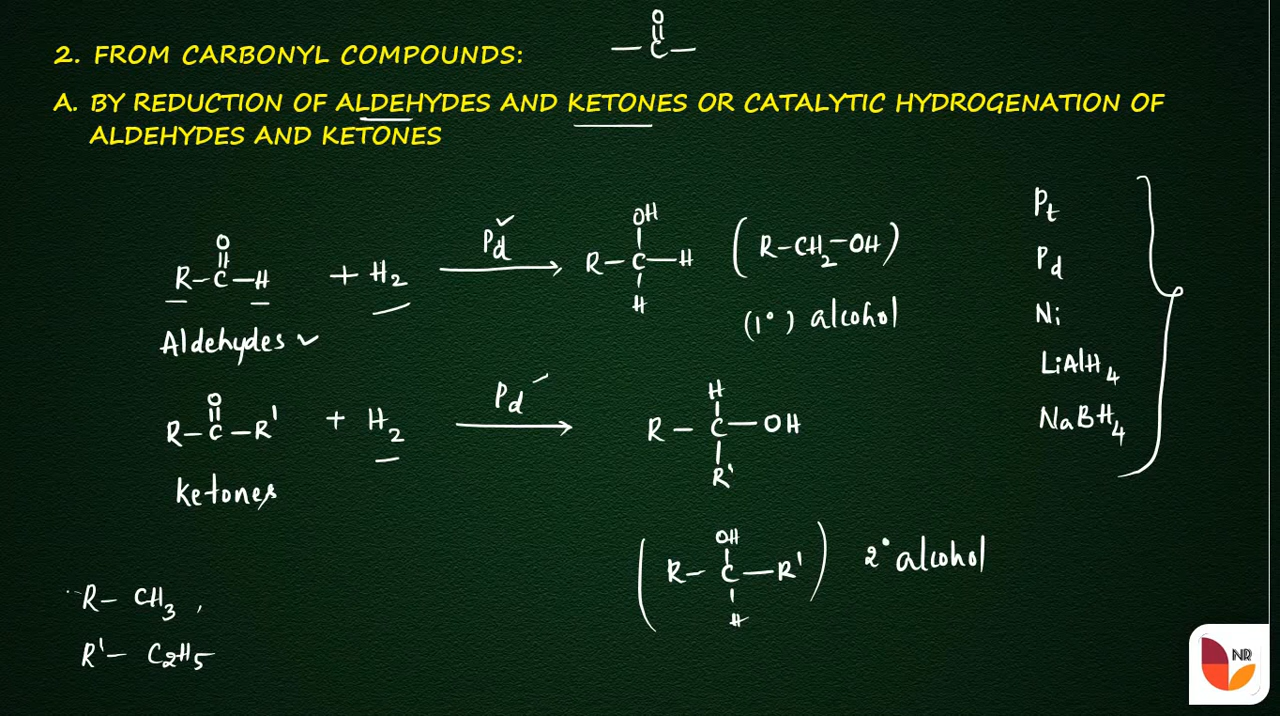 O
||
— C —
2. FROM CARBONYL COMPOUNDS:
A. BY REDUCTION OF ALDEHYDES AND KETONES OR CATALYTIC HYDROGENATION OF
ALDEHYDES AND KETONES
O
||
R–C–H + H2 Pd → R–C–H (R–CH2–OH)
OH
H
Aldehydes ✓ (1°) alcohol
O
||
R–C–R' + H2 Pd → R – C – OH
H
R'
Ketones
OH
(R– C –R') 2° alcohol
H
R– CH3 ,
R'– C2H5
Pt
Pd
Ni
LiAlH4
NaBH4
NR